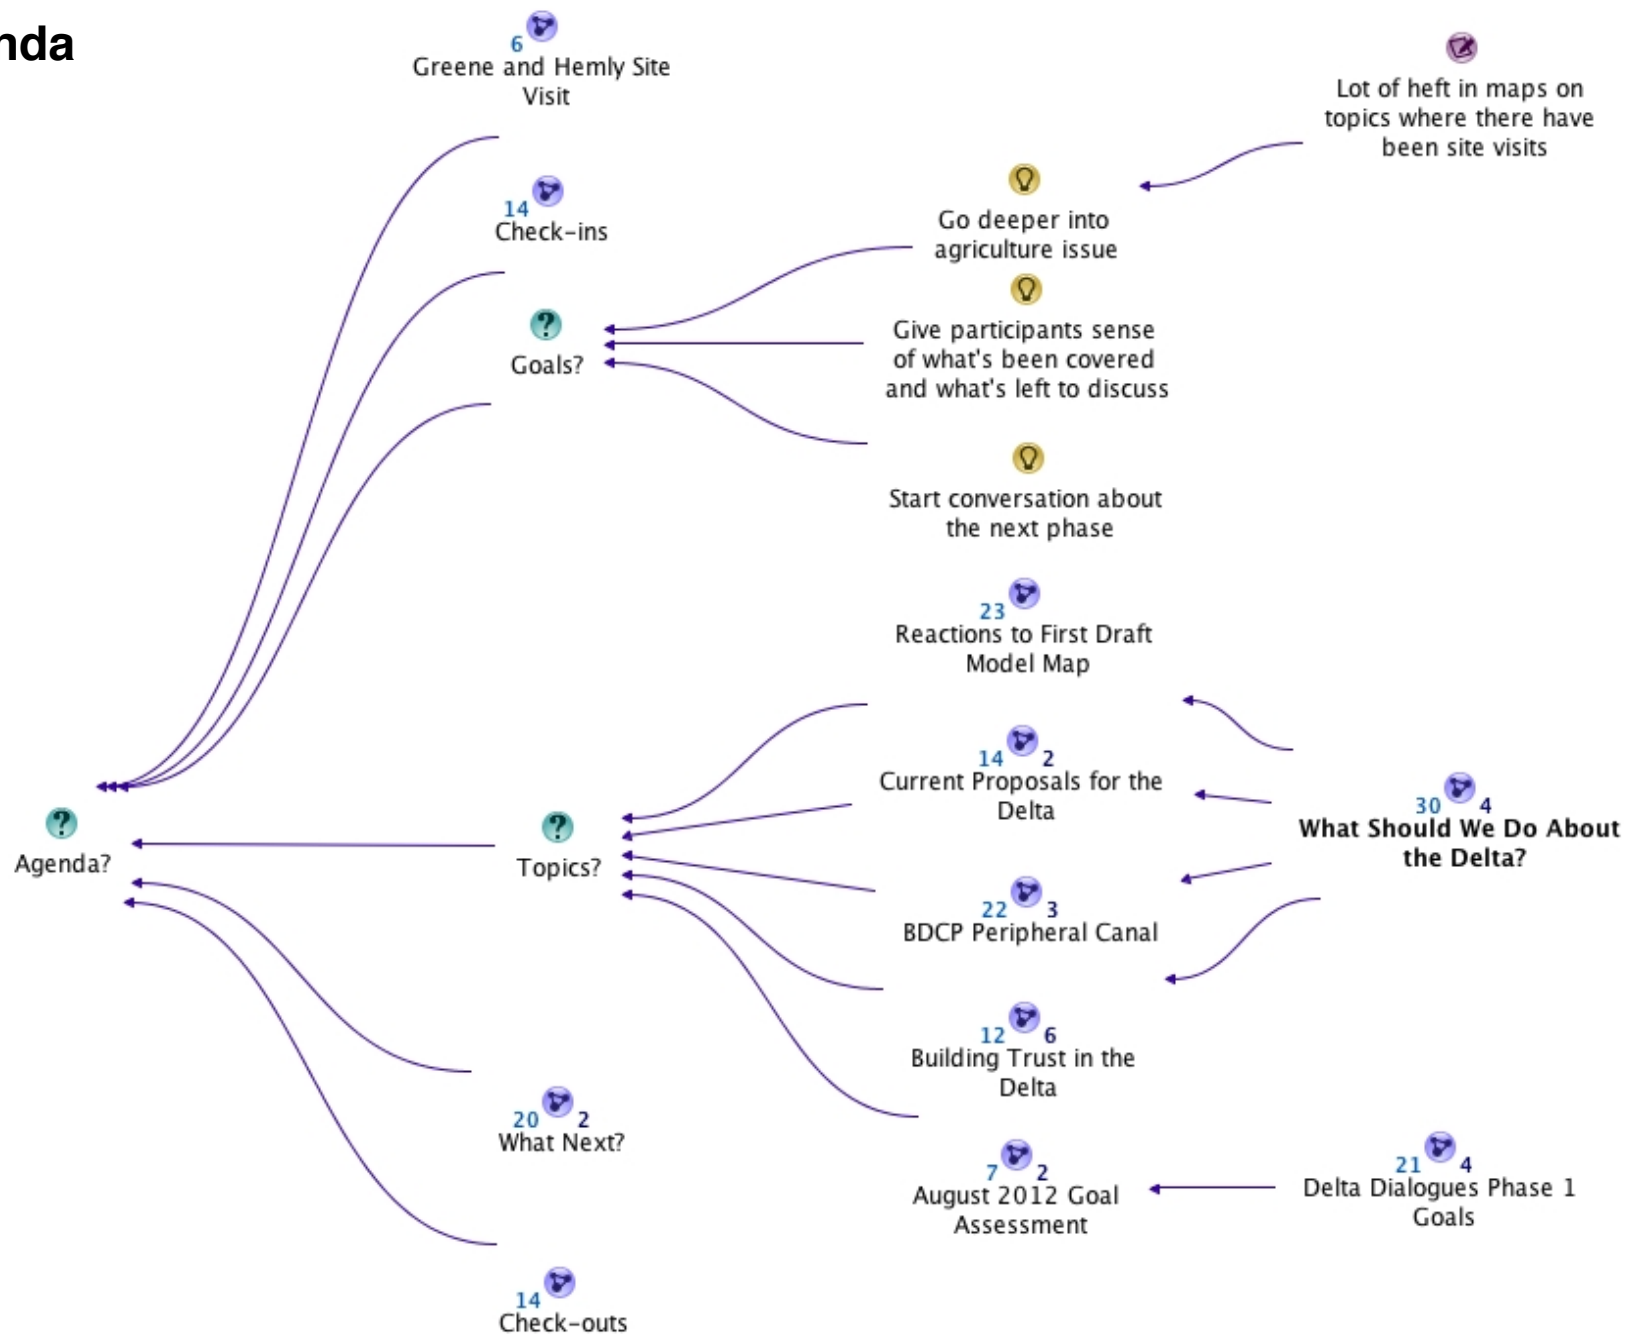 nda
6
Greene and Hemly Site
Visit
Lot of heft in maps on
topics where there have
been site visits
14
Check-ins
Go deeper into
agriculture issue
?
Goals?
Give participants sense
of what's been covered
and what's left to discuss
Start conversation about
the next phase
23
Reactions to First Draft
Model Map
14 2
Current Proposals for the
Delta
30 4
What Should We Do About
the Delta?
?
Agenda?
?
Topics?
22 3
BDCP Peripheral Canal
12 6
Building Trust in the
Delta
20 2
What Next?
7 2
August 2012 Goal
Assessment
21 4
Delta Dialogues Phase 1
Goals
14
Check-outs